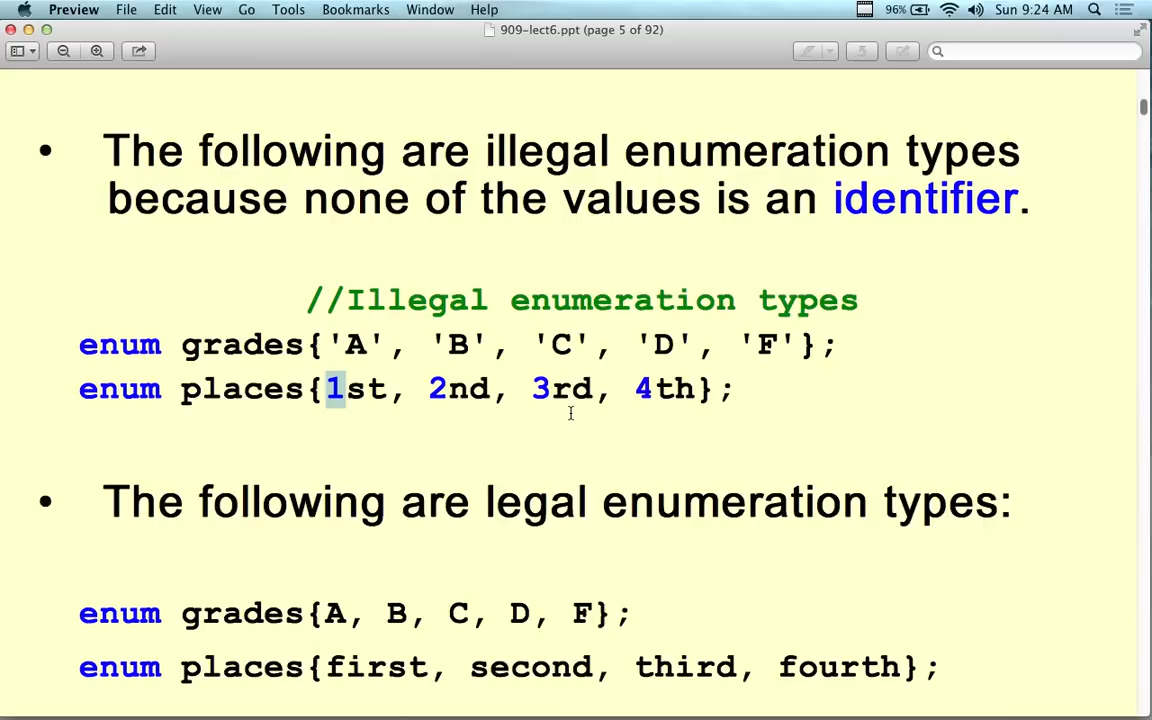 Preview File Edit View Go Tools Bookmarks Window Help 96% Sun 9:24 AM
909-lect6.ppt (page 5 of 92)
5
• The following are illegal enumeration types
because none of the values is an identifier.
//Illegal enumeration types
enum grades{'A', 'B', 'C', 'D', 'F'};
enum places{1st, 2nd, 3rd, 4th};
• The following are legal enumeration types:
enum grades{A, B, C, D, F};
enum places{first, second, third, fourth};